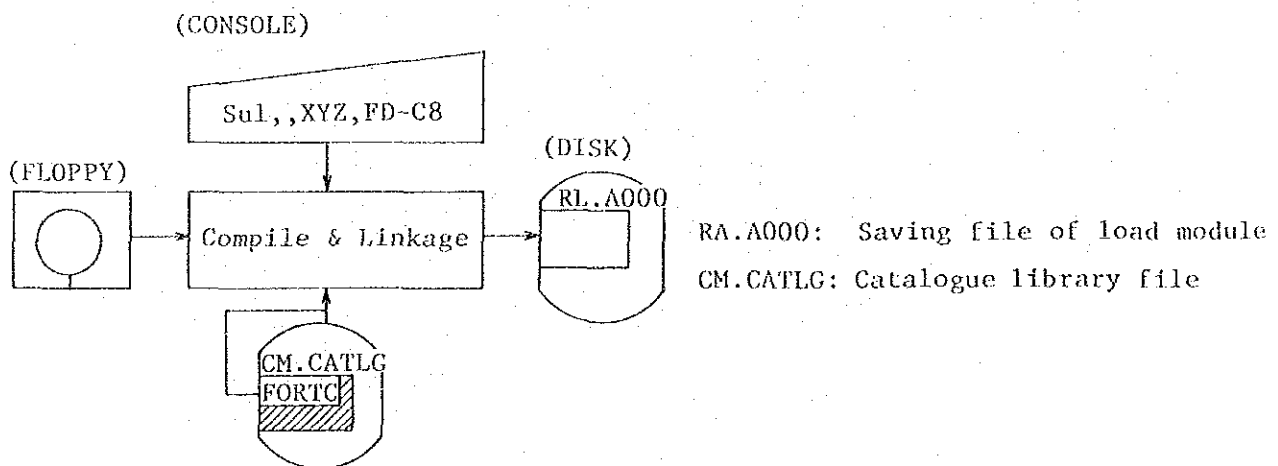 (CONSOLE)
Sul,,XYZ,FD-C8
(FLOPPY)
(DISK)
RL.A000
Compile & Linkage
RA.A000: Saving file of load module
CM.CATLG: Catalogue library file
CM.CATLG
FORTC